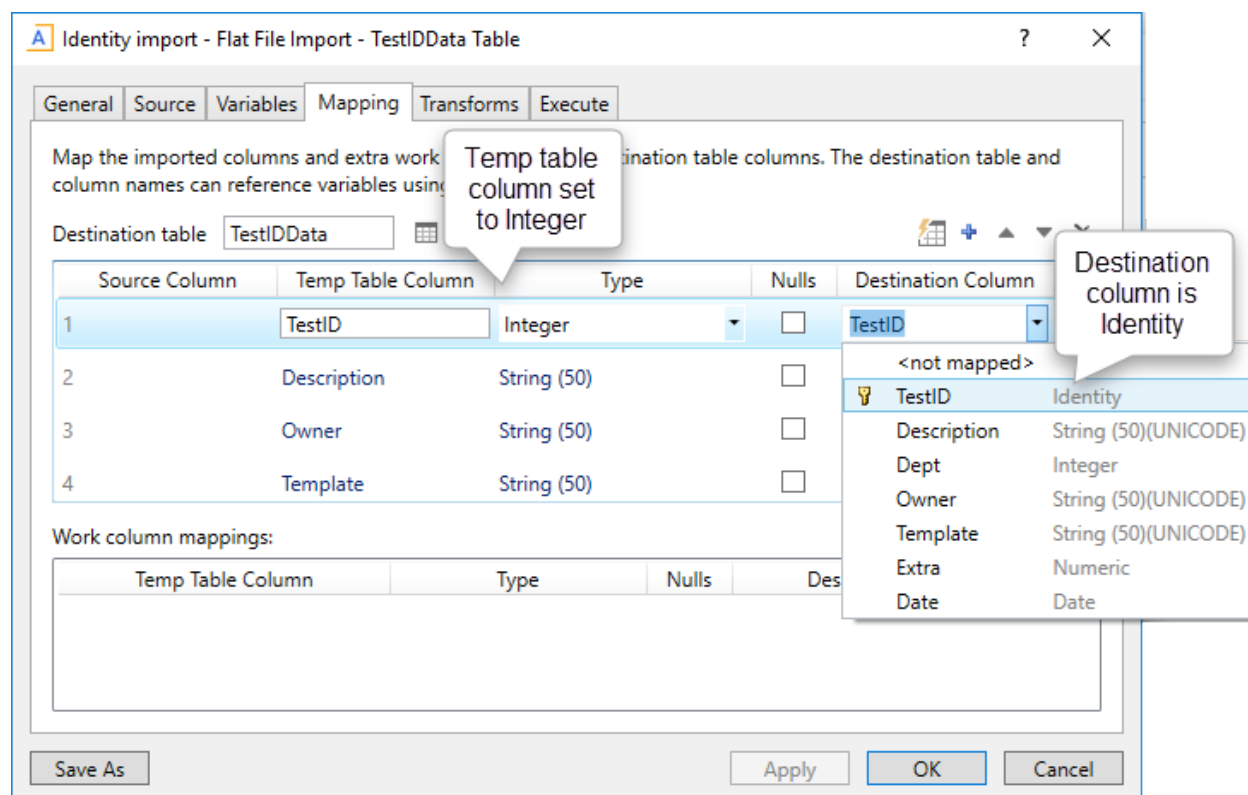 A Identity import - Flat File Import - TestIDData Table ?
General Source Variables Mapping Transforms Execute
Map the imported columns and extra work ination table columns. The destination table and
column names can reference variables using
Temp table
column set
to Integer
Destination table TestIDData
Destination
column is
Identity
Source Column Temp Table Column Type Nulls Destination Column
1 TestID Integer TestID
2 Description String (50)
3 Owner String (50)
4 Template String (50)
<not mapped>
TestID Identity
Description String (50)(UNICODE)
Dept Integer
Owner String (50)(UNICODE)
Template String (50)(UNICODE)
Extra Numeric
Date Date
Work column mappings:
Temp Table Column Type Nulls Des
Save As Apply OK Cancel